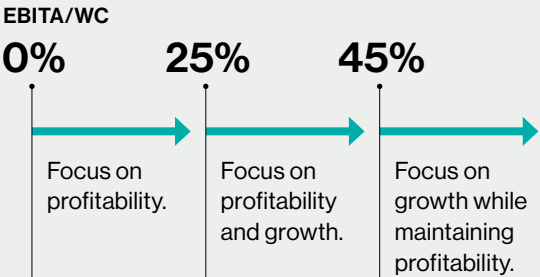 EBITA/WC
0% 25% 45%
Focus on
profitability.
Focus on
profitability
and growth.
Focus on
growth while
maintaining
profitability.